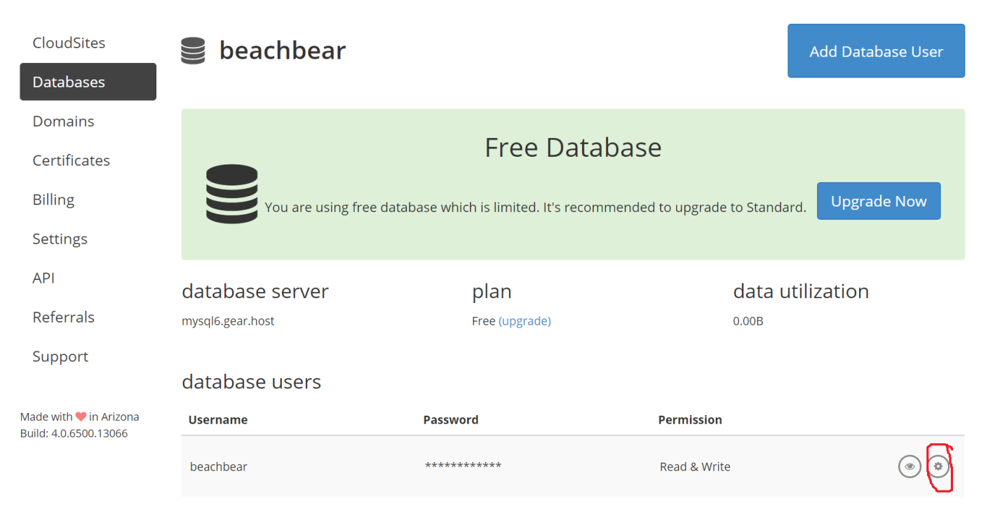 CloudSites
Databases
Domains
Certificates
Billing
Settings
API
Referrals
Support
Made with ❤ in Arizona
Build: 4.0.6500.13066
beachbear
Add Database User
Free Database
You are using free database which is limited. It's recommended to upgrade to Standard.
Upgrade Now
database server plan data utilization
mysql6.gear.host Free (upgrade) 0.00B
database users
Username Password Permission
beachbear ************ Read & Write